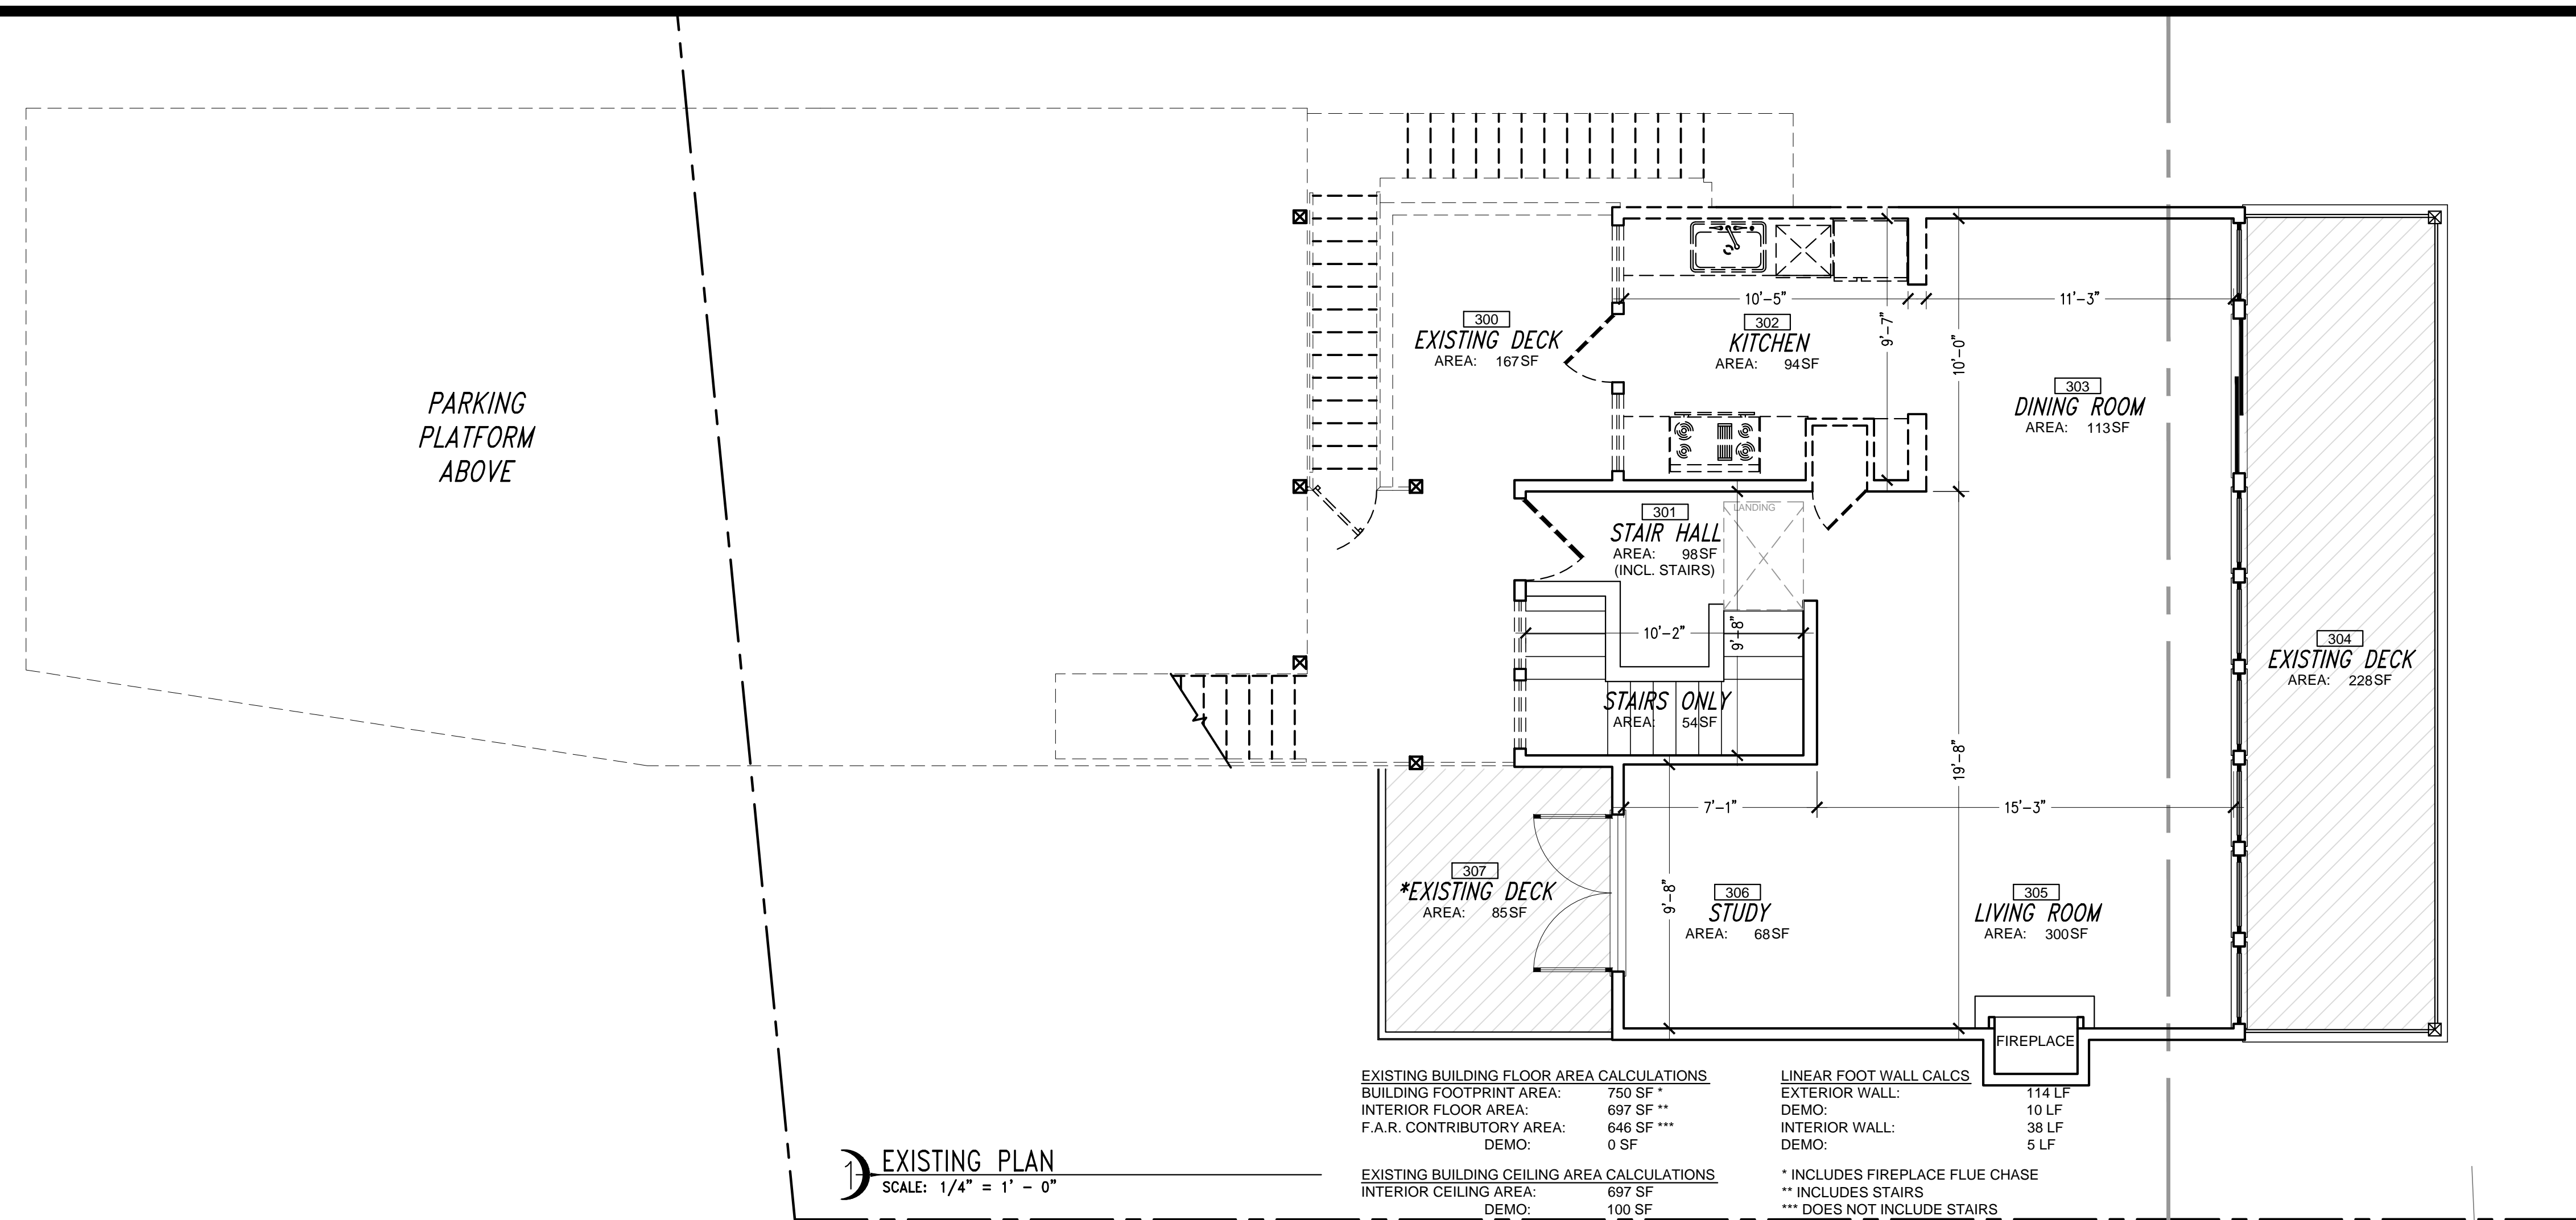 PARKING
PLATFORM
ABOVE
300
EXISTING DECK
AREA: 167SF
302
KITCHEN
AREA: 94SF
10'-5"
11'-3"
9'-7"
10'-0"
303
DINING ROOM
AREA: 113SF
301
STAIR HALL
AREA: 98SF
(INCL. STAIRS)
LANDING
10'-2"
9'-8"
STAIRS ONLY
AREA: 54SF
304
EXISTING DECK
AREA: 228SF
19'-8"
7'-1"
15'-3"
307
*EXISTING DECK
AREA: 85SF
9'-8"
306
STUDY
AREA: 68SF
305
LIVING ROOM
AREA: 300SF
FIREPLACE
EXISTING BUILDING FLOOR AREA CALCULATIONS
BUILDING FOOTPRINT AREA: 750 SF *
INTERIOR FLOOR AREA: 697 SF **
F.A.R. CONTRIBUTORY AREA: 646 SF ***
DEMO: 0 SF
EXISTING BUILDING CEILING AREA CALCULATIONS
INTERIOR CEILING AREA: 697 SF
DEMO: 100 SF
LINEAR FOOT WALL CALCS
EXTERIOR WALL: 114 LF
DEMO: 10 LF
INTERIOR WALL: 38 LF
DEMO: 5 LF
* INCLUDES FIREPLACE FLUE CHASE
** INCLUDES STAIRS
*** DOES NOT INCLUDE STAIRS
1
EXISTING PLAN
SCALE: 1/4" = 1' - 0"